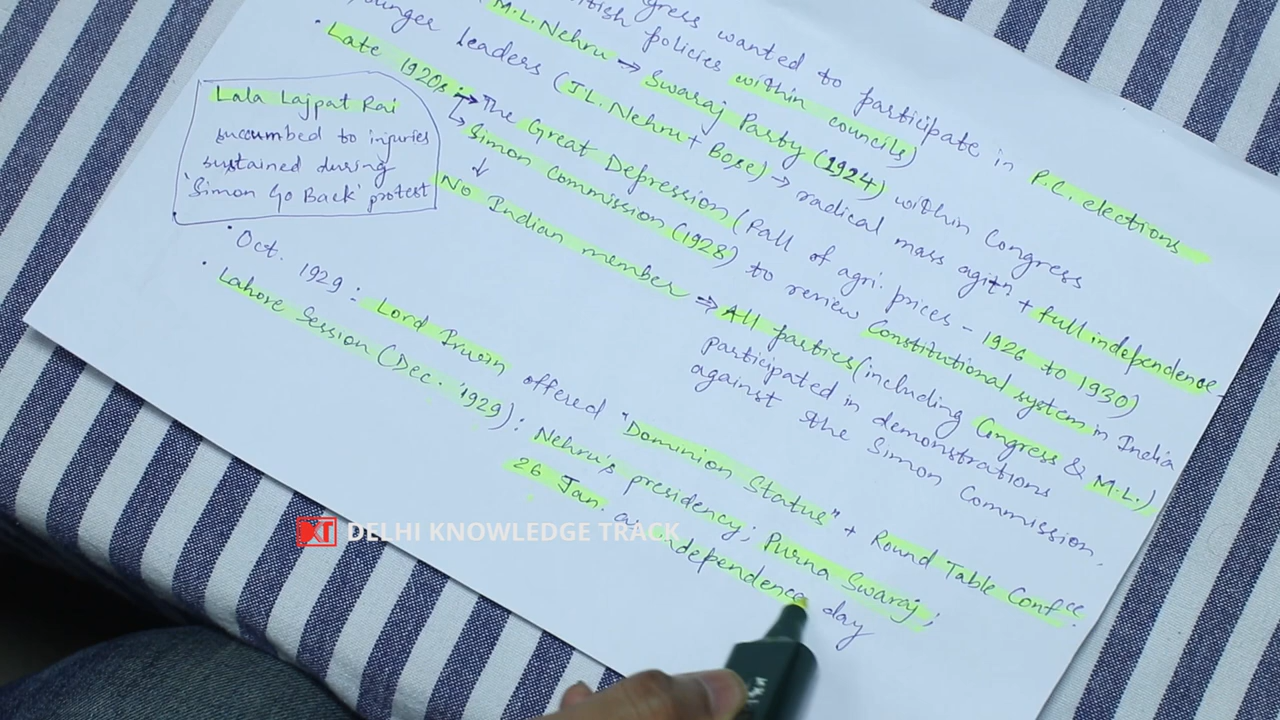 gress wanted to participate in P.C. elections
British policies within councils)
M.L. Nehru → Swaraj Party (1924) within Congress
younger leaders (J.L. Nehru + Bose) → radical mass agitn. + full independence.
Late 1920s → The Great Depression (Fall of agri. prices - 1926 to 1930)
Simon Commission (1928) to review Constitutional system in India
No Indian member ⇒ All parties (including Congress & M.L.)
participated in demonstrations
against the Simon Commission.
Lala Lajpat Rai
succumbed to injuries
sustained during
'Simon Go Back' protest
Oct. 1929: Lord Irwin offered "Dominion Status" + Round Table Confce.
Lahore Session (Dec. 1929): Nehru's presidency; Purna Swaraj;
26 Jan. as Independence day
DELHI KNOWLEDGE TRACK